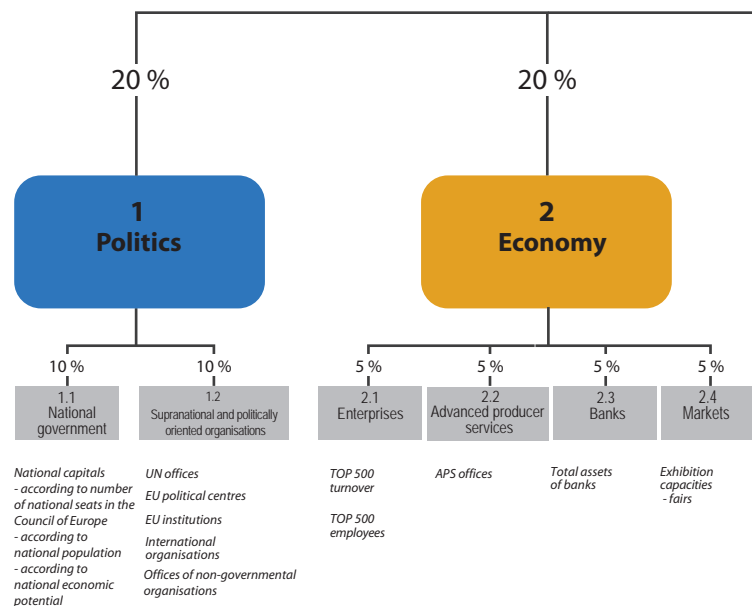 20 %
20 %
1
Politics
2
Economy
10 %
10 %
5 %
5 %
5 %
5 %
1.1
National
government
1.2
Supranational and politically
oriented organisations
2.1
Enterprises
2.2
Advanced producer
services
2.3
Banks
2.4
Markets
National capitals
- according to number
of national seats in the
Council of Europe
- according to
national population
- according to
national economic
potential
UN offices
EU political centres
EU institutions
International
organisations
Offices of non-governmental
organisations
TOP 500
turnover
TOP 500
employees
APS offices
Total assets
of banks
Exhibition
capacities
- fairs